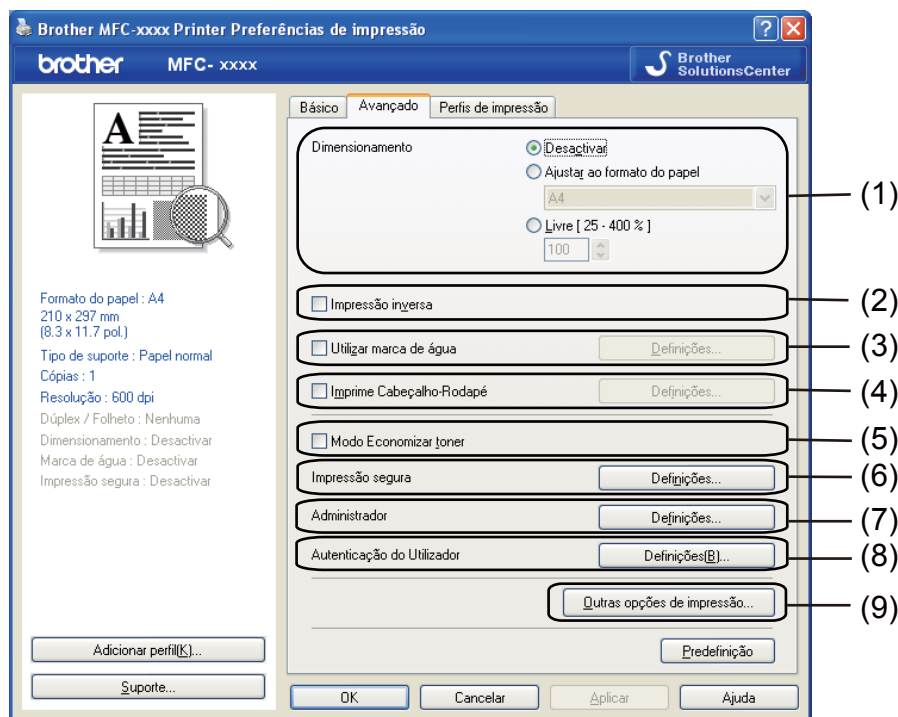 Brother MFC-xxxx Printer Preferências de impressão
brother MFC- xxxx
Brother
SolutionsCenter
Básico Avançado Perfis de impressão
A
Formato do papel : A4
210 x 297 mm
(8.3 x 11.7 pol.)
Tipo de suporte : Papel normal
Cópias : 1
Resolução : 600 dpi
Dúplex / Folheto : Nenhuma
Dimensionamento : Desactivar
Marca de água : Desactivar
Impressão segura : Desactivar
Adicionar perfil(K)...
Suporte...
Dimensionamento Desactivar
Ajustar ao formato do papel
A4
Livre [ 25 - 400 % ]
100
(1)
Impressão inversa (2)
Utilizar marca de água Definições... (3)
Imprime Cabeçalho-Rodapé Definições... (4)
Modo Economizar toner (5)
Impressão segura Definições... (6)
Administrador Definições... (7)
Autenticação do Utilizador Definições(B)... (8)
Outras opções de impressão... (9)
Predefinição
OK Cancelar Aplicar Ajuda